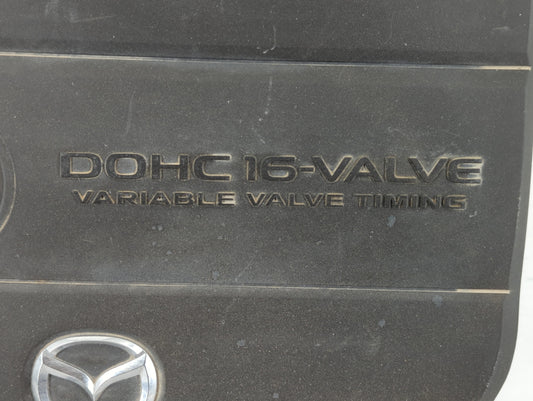 DOHC 16-VALVE
VARIABLE VALVE TIMING